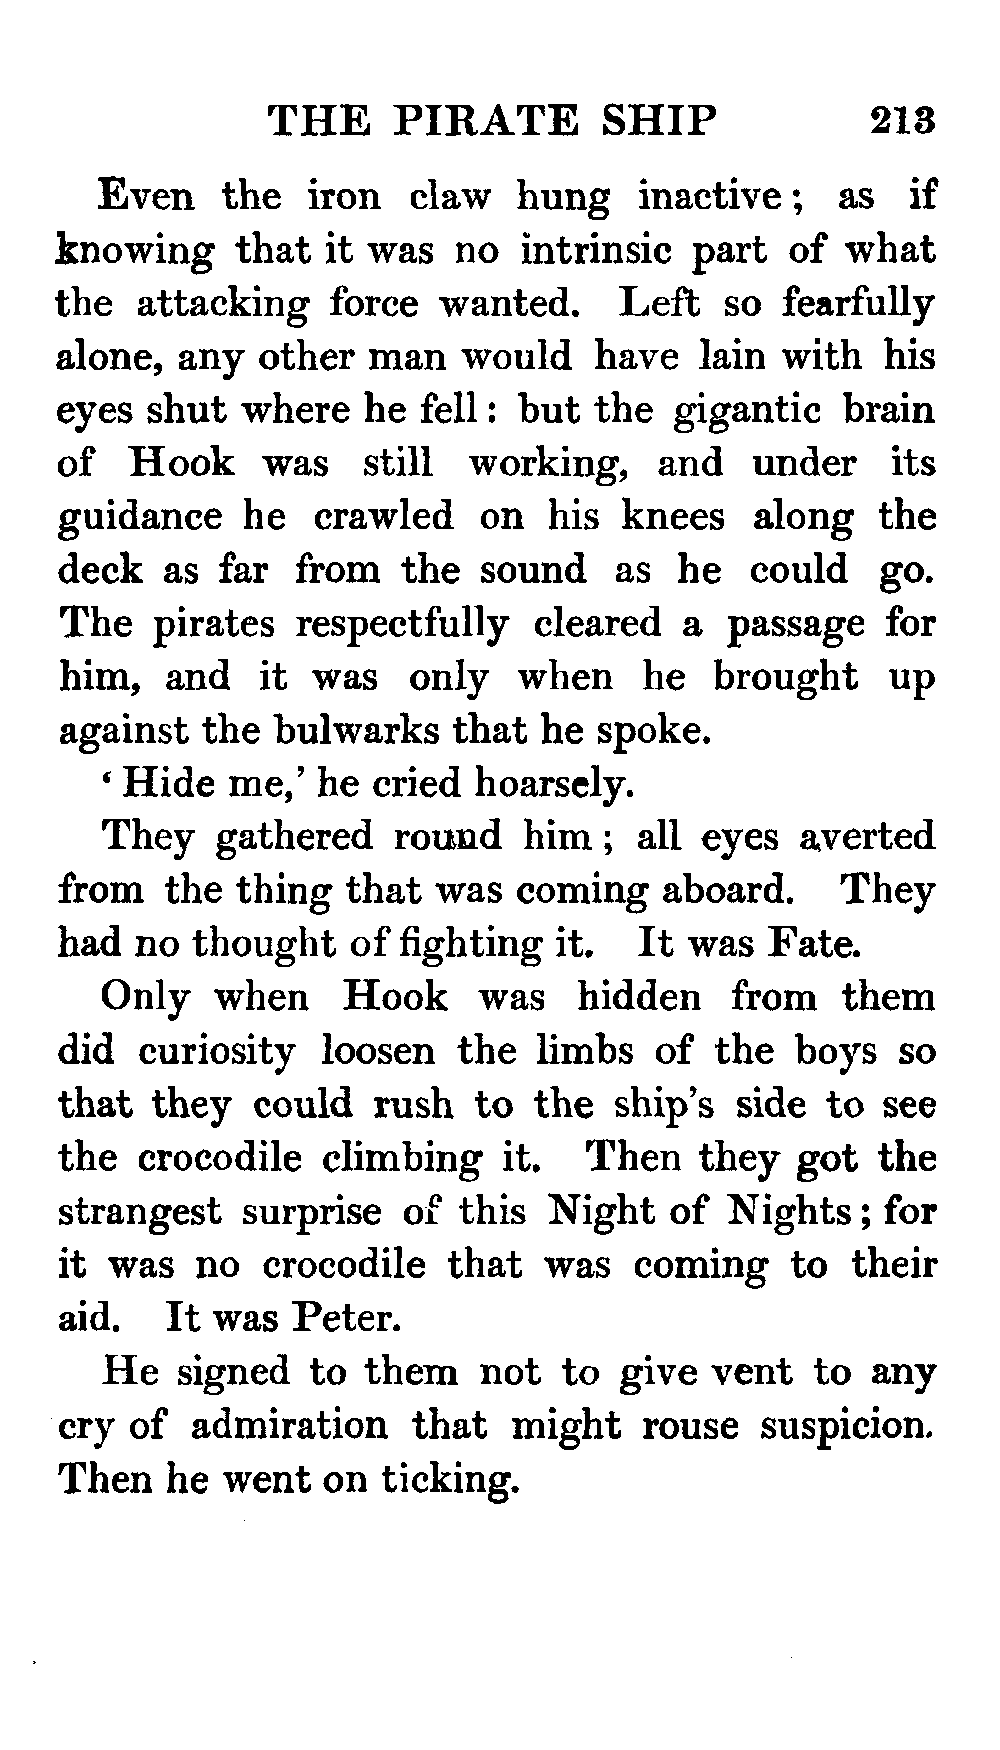 THE PIRATE SHIP 213
Even the iron claw hung inactive; as if
knowing that it was no intrinsic part of what
the attacking force wanted. Left so fearfully
alone, any other man would have lain with his
eyes shut where he fell: but the gigantic brain
of Hook was still working, and under its
guidance he crawled on his knees along the
deck as far from the sound as he could go.
The pirates respectfully cleared a passage for
him, and it was only when he brought up
against the bulwarks that he spoke.
‘Hide me,’ he cried hoarsely.
They gathered round him; all eyes averted
from the thing that was coming aboard. They
had no thought of fighting it. It was Fate.
Only when Hook was hidden from them
did curiosity loosen the limbs of the boys so
that they could rush to the ship’s side to see
the crocodile climbing it. Then they got the
strangest surprise of this Night of Nights; for
it was no crocodile that was coming to their
aid. It was Peter.
He signed to them not to give vent to any
cry of admiration that might rouse suspicion.
Then he went on ticking.